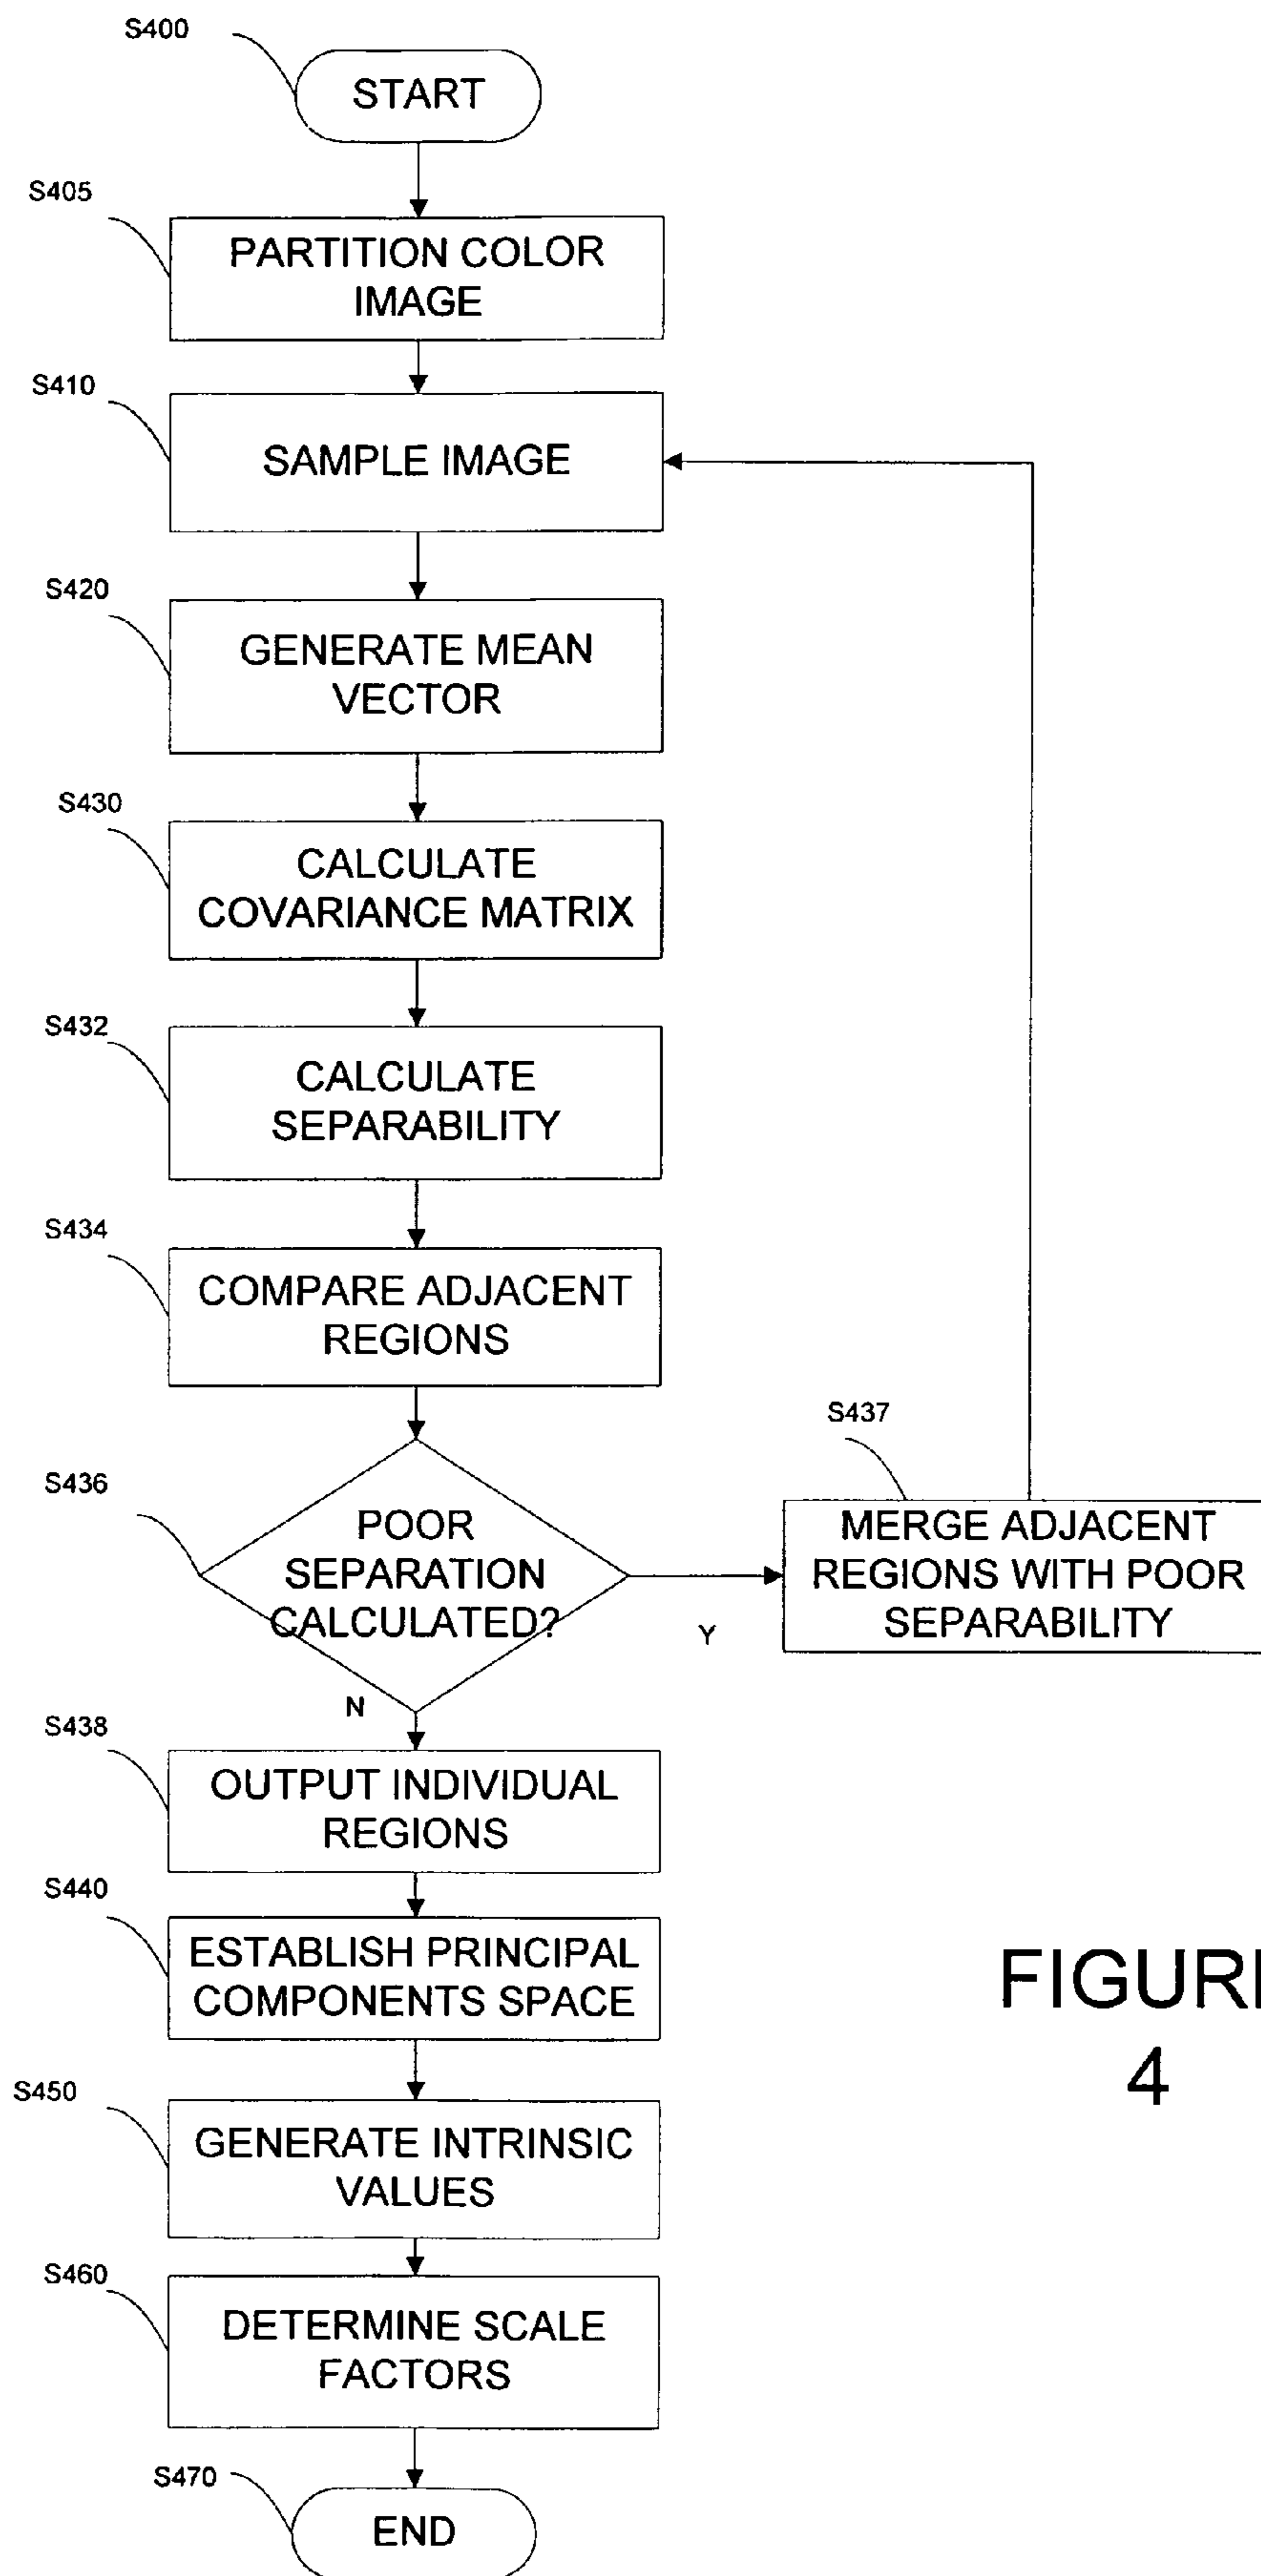 S400
START
S405
PARTITION COLOR
IMAGE
S410
SAMPLE IMAGE
S420
GENERATE MEAN
VECTOR
S430
CALCULATE
COVARIANCE MATRIX
S432
CALCULATE
SEPARABILITY
S434
COMPARE ADJACENT
REGIONS
S436
POOR
SEPARATION
CALCULATED?
Y
N
S437
MERGE ADJACENT
REGIONS WITH POOR
SEPARABILITY
S438
OUTPUT INDIVIDUAL
REGIONS
S440
ESTABLISH PRINCIPAL
COMPONENTS SPACE
S450
GENERATE INTRINSIC
VALUES
S460
DETERMINE SCALE
FACTORS
S470
END
FIGURE
4